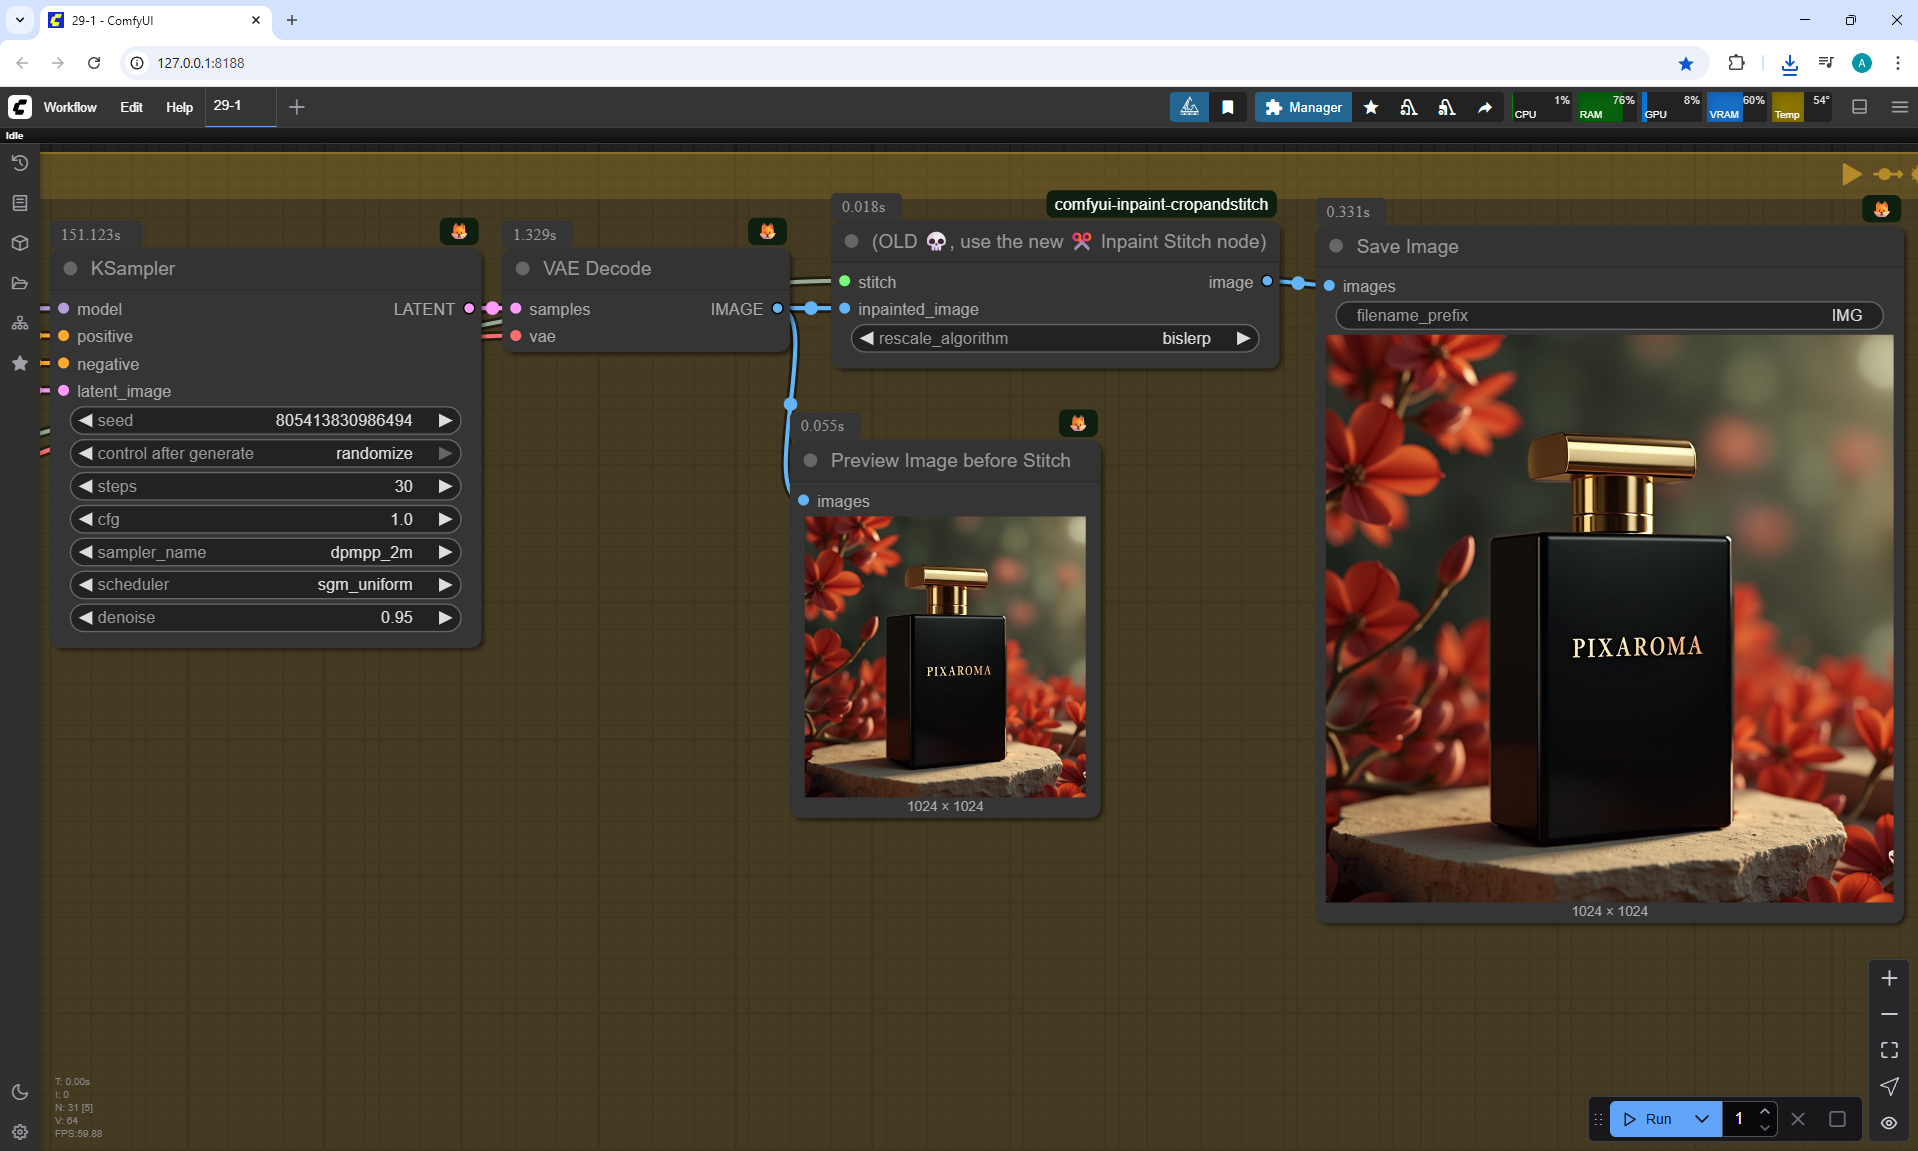 29-1 - ComfyUI
127.0.0.1:8188
A
Workflow Edit Help 29-1
Manager
CPU 1% RAM 76% GPU 8% VRAM 60% Temp 54°
Idle
151.123s
KSampler
model LATENT
positive
negative
latent_image
seed 805413830986494
control after generate randomize
steps 30
cfg 1.0
sampler_name dpmpp_2m
scheduler sgm_uniform
denoise 0.95
1.329s
VAE Decode
samples IMAGE
vae
0.018s comfyui-inpaint-cropandstitch
(OLD 💀, use the new ✂️ Inpaint Stitch node)
stitch image
inpainted_image
rescale_algorithm bislerp
0.055s
Preview Image before Stitch
images
PIXAROMA
1024 × 1024
0.331s
Save Image
images
filename_prefix IMG
PIXAROMA
1024 × 1024
T: 0.00s
I: 0
N: 31 [5]
V: 64
FPS:59.88
Run 1